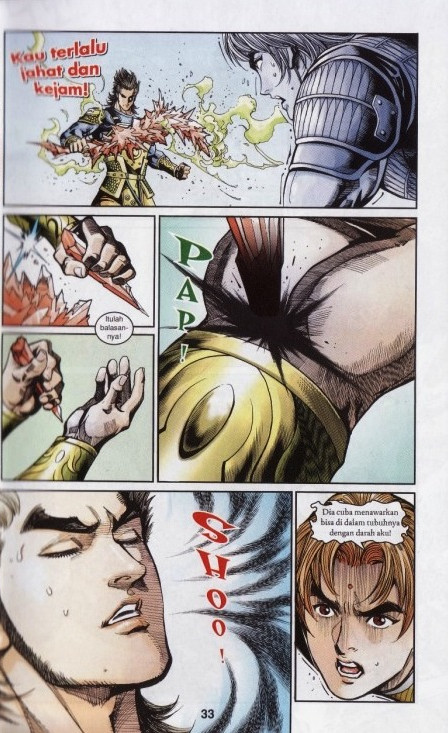 Kau terlalu
jahat dan
kejam!
Itulah
balasan-
nya!
PAP!
SHOO!
Dia cuba menawarkan
bisa di dalam tubuhnya
dengan darah aku!
33